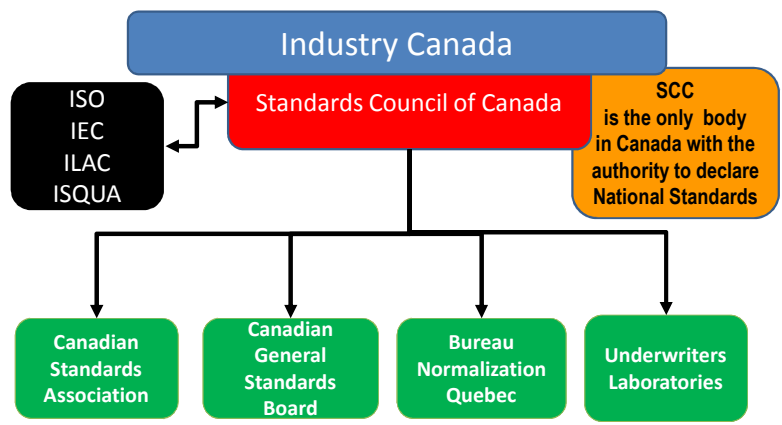 Industry Canada
ISO
IEC
ILAC
ISQUA
Standards Council of Canada
SCC
is the only body
in Canada with the
authority to declare
National Standards
Canadian
Standards
Association
Canadian
General
Standards
Board
Bureau
Normalization
Quebec
Underwriters
Laboratories